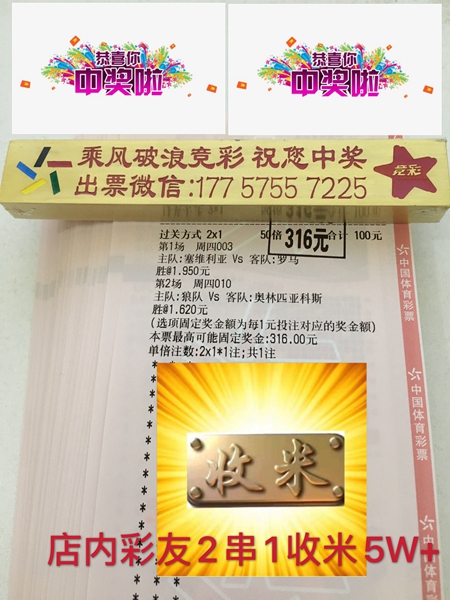 恭喜你
中奖啦
恭喜你
中奖啦
乘风破浪竞彩 祝您中奖
出票微信:177 5755 7225
竞彩
过关方式 2x1 50倍 316元 合计 100元
第1场 周四003
主队:塞维利亚 Vs 客队:罗马
胜@1.950元
第2场 周四010
主队:狼队 Vs 客队:奥林匹亚科斯
胜@1.620元
(选项固定奖金额为每1元投注对应的奖金额)
本票最高可能固定奖金:316.00元
单倍注数:2x1*1注;共1注
中国体育彩票
中国体育彩票
中国体育彩票
收米
店内彩友2串1收米5W+